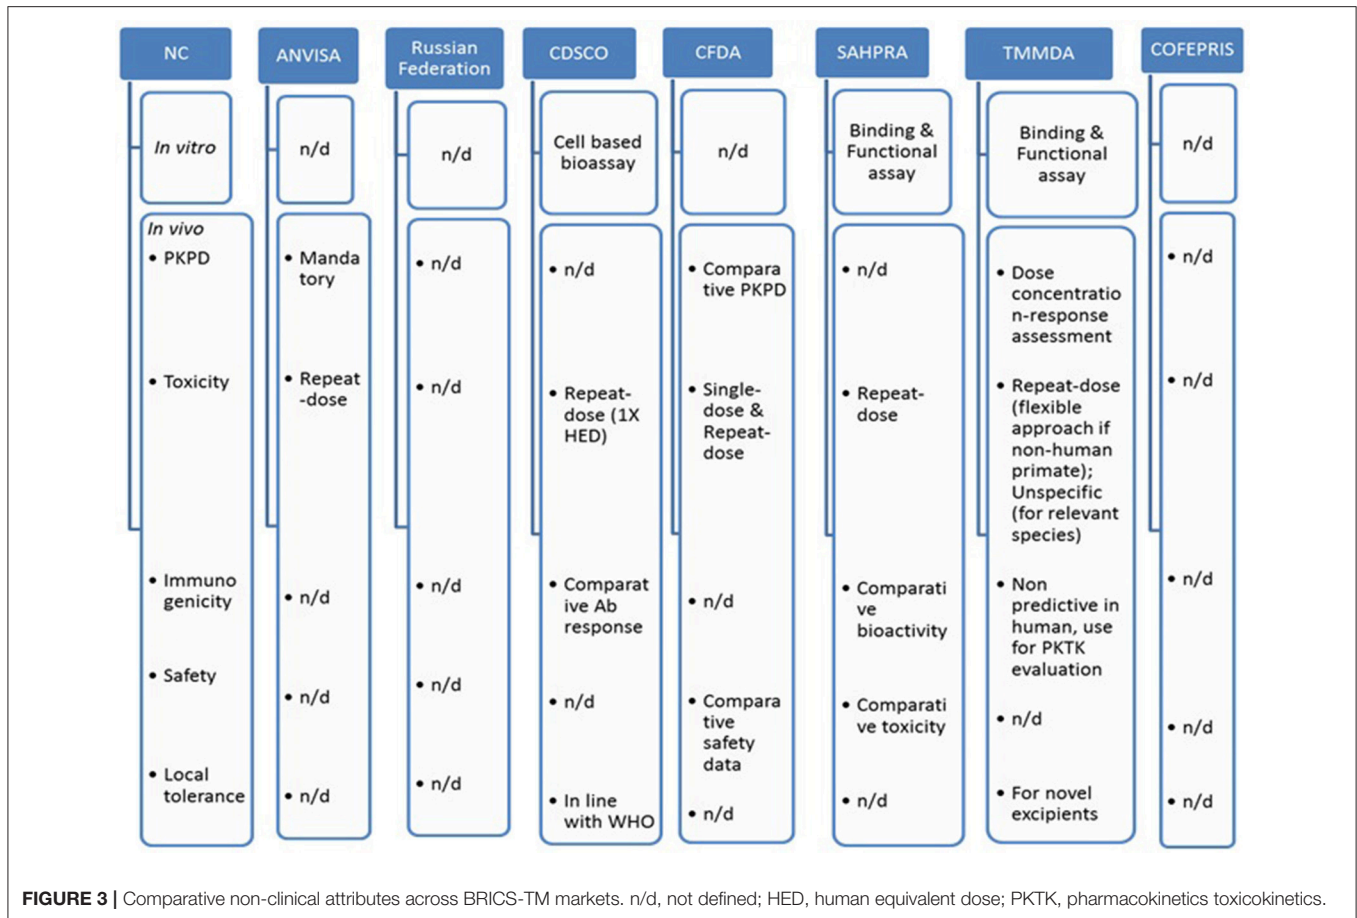 NC
In vitro
In vivo
• PKPD
• Toxicity
• Immuno
genicity
• Safety
• Local
tolerance
ANVISA
n/d
• Manda
tory
• Repeat
-dose
• n/d
• n/d
• n/d
Russian
Federation
n/d
• n/d
• n/d
• n/d
• n/d
• n/d
CDSCO
Cell based
bioassay
• n/d
• Repeat-
dose (1X
HED)
• Comparat
ive Ab
response
• n/d
• In line
with WHO
CFDA
n/d
• Compara
tive PKPD
• Single-
dose &
Repeat-
dose
• n/d
• Compara
tive
safety
data
• n/d
SAHPRA
Binding &
Functional
assay
• n/d
• Repeat-
dose
• Comparati
ve
bioactivity
• Comparati
ve toxicity
• n/d
TMMDA
Binding &
Functional
assay
• Dose
concentratio
n-response
assessment
• Repeat-dose
(flexible
approach if
non-human
primate);
Unspecific
(for relevant
species)
• Non
predictive in
human, use
for PKTK
evaluation
• n/d
• For novel
excipients
COFEPRIS
n/d
• n/d
• n/d
• n/d
• n/d
• n/d
FIGURE 3 | Comparative non-clinical attributes across BRICS-TM markets. n/d, not defined; HED, human equivalent dose; PKTK, pharmacokinetics toxicokinetics.